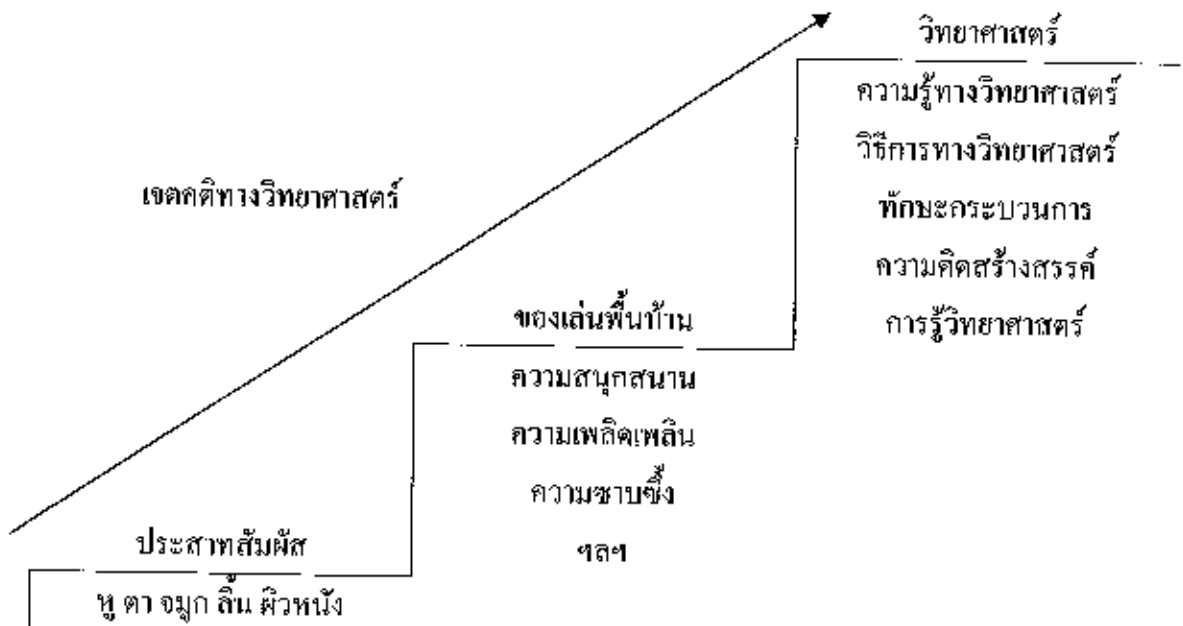 วิทยาศาสตร์
ความรู้ทางวิทยาศาสตร์
วิธีการทางวิทยาศาสตร์
ทักษะกระบวนการ
ความคิดสร้างสรรค์
การรู้วิทยาศาสตร์
เจตคติทางวิทยาศาสตร์
ของเล่นพื้นบ้าน
ความสนุกสนาน
ความเพลิดเพลิน
ความซาบซึ้ง
ฯลฯ
ประสาทสัมผัส
หู ตา จมูก ลิ้น ผิวหนัง